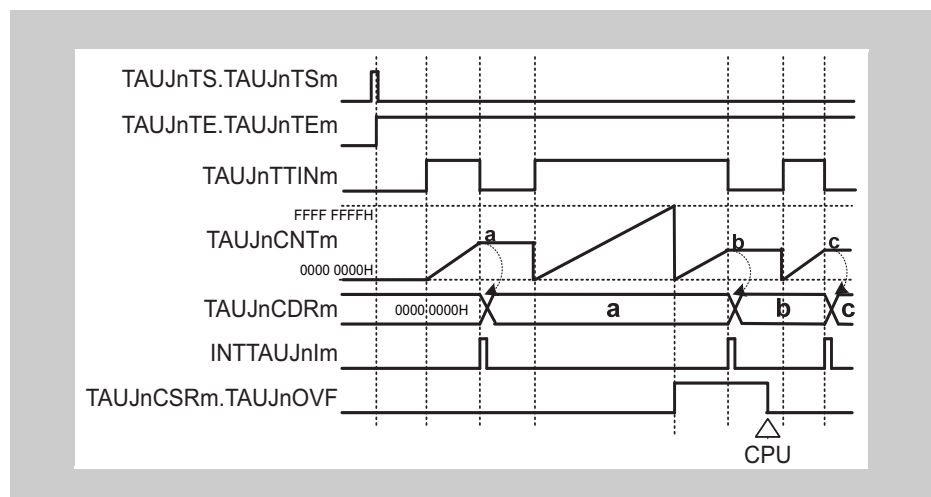 TAUJnTS.TAUJnTSm
TAUJnTE.TAUJnTEm
TAUJnTTINm
FFFF FFFFH
TAUJnCNTm
a
b
c
0000 0000H
TAUJnCDRm
0000 0000H
a
b
c
INTTAUJnIm
TAUJnCSRm.TAUJnOVF
CPU